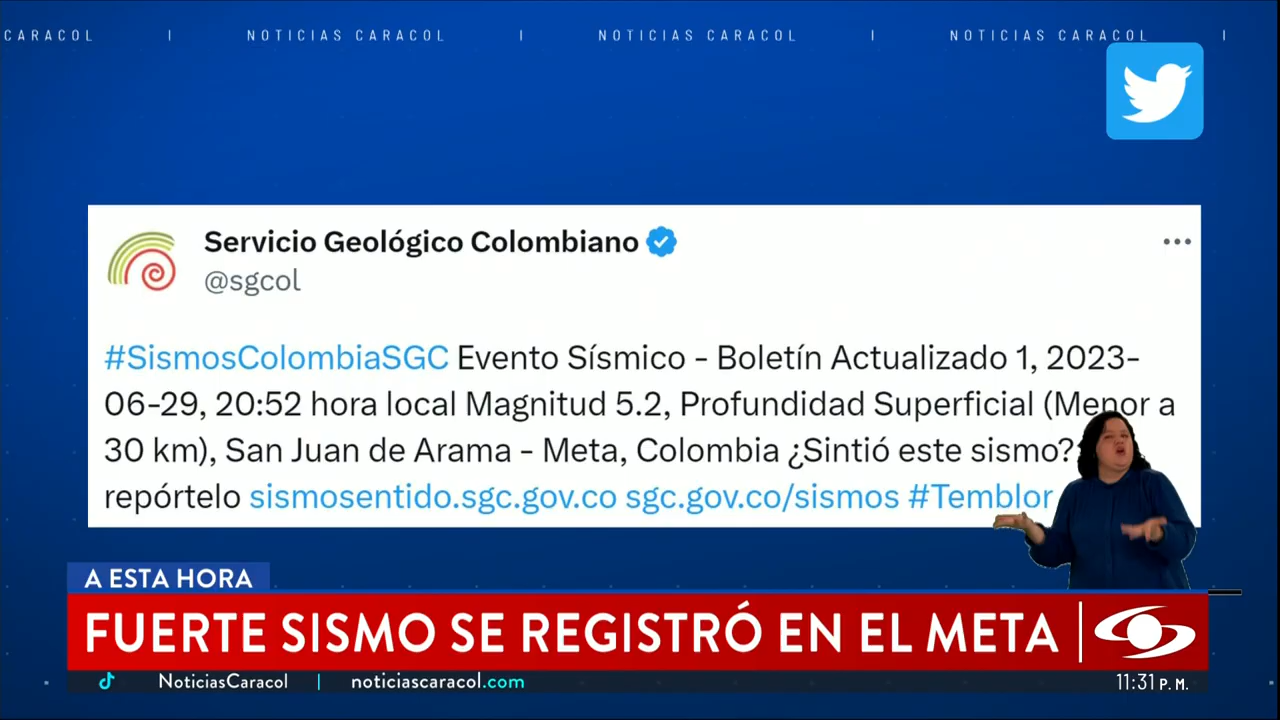 CARACOL | NOTICIAS CARACOL | NOTICIAS CARACOL | NOTICIAS CARACOL |
Servicio Geológico Colombiano
@sgcol
#SismosColombiaSGC Evento Sísmico - Boletín Actualizado 1, 2023-
06-29, 20:52 hora local Magnitud 5.2, Profundidad Superficial (Menor a
30 km), San Juan de Arama - Meta, Colombia ¿Sintió este sismo?
repórtelo sismosentido.sgc.gov.co sgc.gov.co/sismos #Temblor
A ESTA HORA
FUERTE SISMO SE REGISTRÓ EN EL META
NoticiasCaracol | noticiascaracol.com 11:31 P. M.